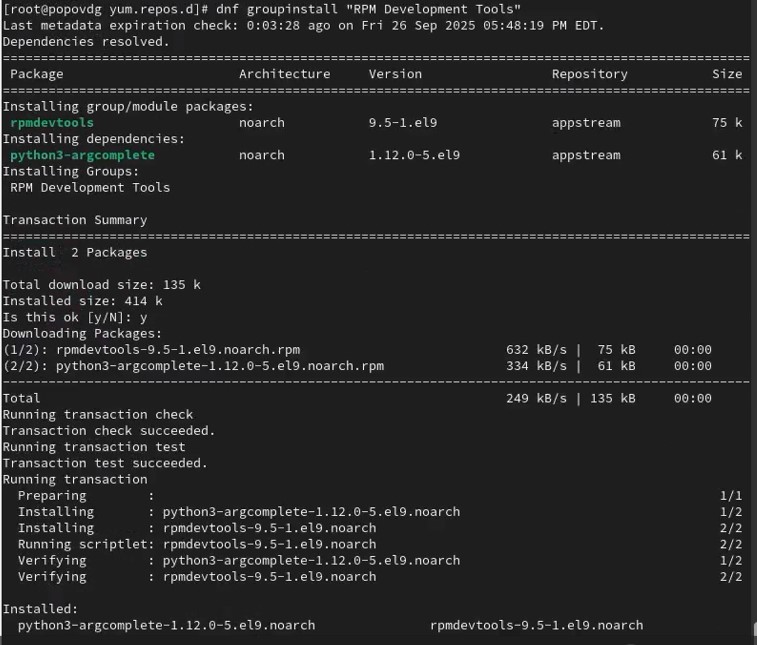 [root@popovdg yum.repos.d]# dnf groupinstall "RPM Development Tools"
Last metadata expiration check: 0:03:28 ago on Fri 26 Sep 2025 05:48:19 PM EDT.
Dependencies resolved.
================================================================================
Package Architecture Version Repository Size
================================================================================
Installing group/module packages:
rpmdevtools noarch 9.5-1.el9 appstream 75 k
Installing dependencies:
python3-argcomplete noarch 1.12.0-5.el9 appstream 61 k
Installing Groups:
RPM Development Tools
Transaction Summary
================================================================================
Install 2 Packages
Total download size: 135 k
Installed size: 414 k
Is this ok [y/N]: y
Downloading Packages:
(1/2): rpmdevtools-9.5-1.el9.noarch.rpm 632 kB/s | 75 kB 00:00
(2/2): python3-argcomplete-1.12.0-5.el9.noarch.rpm 334 kB/s | 61 kB 00:00
--------------------------------------------------------------------------------
Total 249 kB/s | 135 kB 00:00
Running transaction check
Transaction check succeeded.
Running transaction test
Transaction test succeeded.
Running transaction
Preparing : 1/1
Installing : python3-argcomplete-1.12.0-5.el9.noarch 1/2
Installing : rpmdevtools-9.5-1.el9.noarch 2/2
Running scriptlet: rpmdevtools-9.5-1.el9.noarch 2/2
Verifying : python3-argcomplete-1.12.0-5.el9.noarch 1/2
Verifying : rpmdevtools-9.5-1.el9.noarch 2/2
Installed:
python3-argcomplete-1.12.0-5.el9.noarch rpmdevtools-9.5-1.el9.noarch